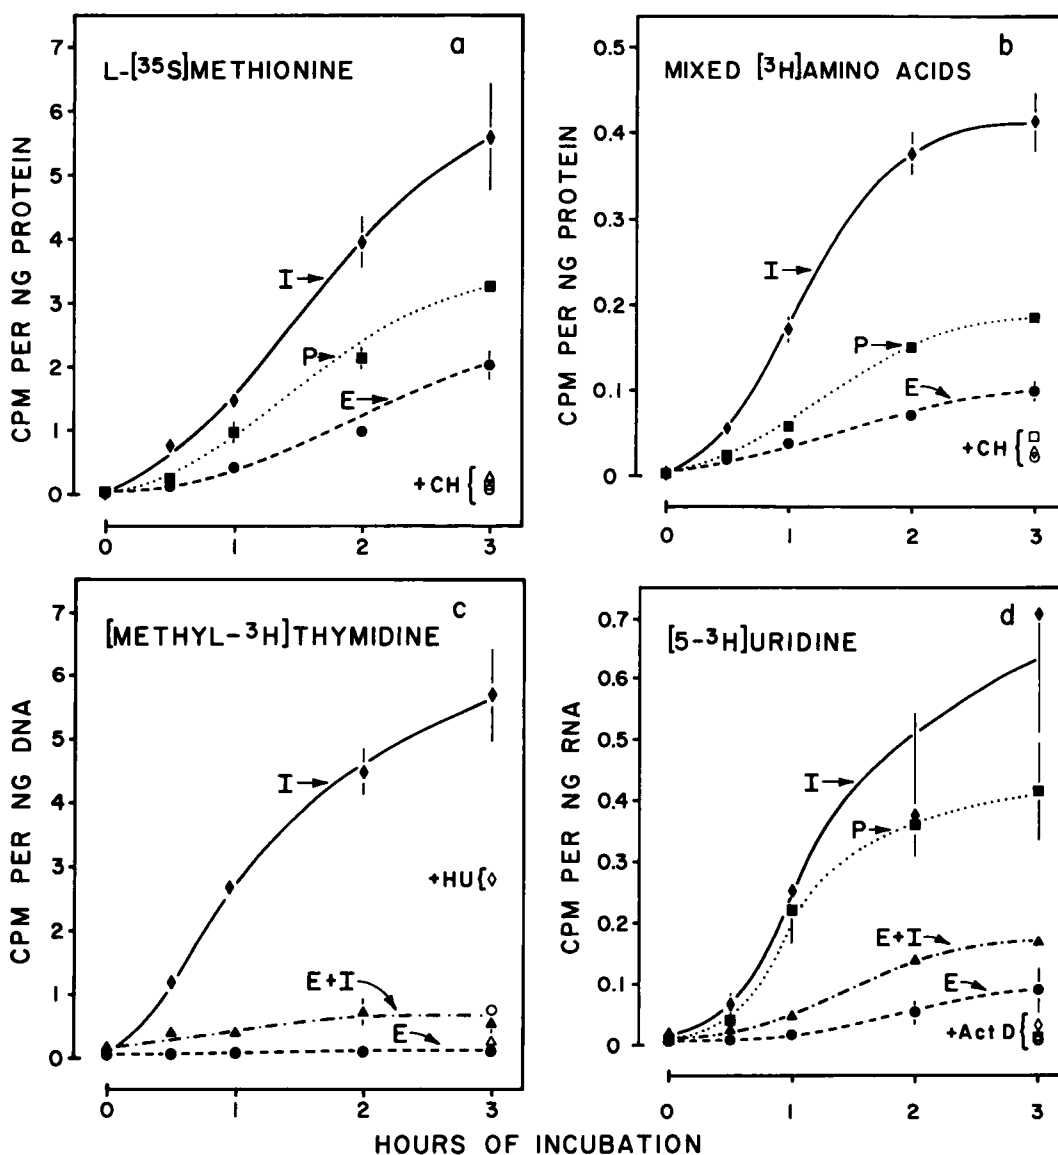 a
L-[35S]METHIONINE
CPM PER NG PROTEIN
7
6
5
4
3
2
1
0
I
P
E
+CH {
0 1 2 3
b
MIXED [3H]AMINO ACIDS
CPM PER NG PROTEIN
0.5
0.4
0.3
0.2
0.1
0
I
P
E
+CH {
0 1 2 3
c
[METHYL-3H]THYMIDINE
CPM PER NG DNA
7
6
5
4
3
2
1
0
I
+HU {
E+I
E
0 1 2 3
d
[5-3H]URIDINE
CPM PER NG RNA
0.7
0.6
0.5
0.4
0.3
0.2
0.1
0
I
P
E+I
E
+Act D {
0 1 2 3
HOURS OF INCUBATION